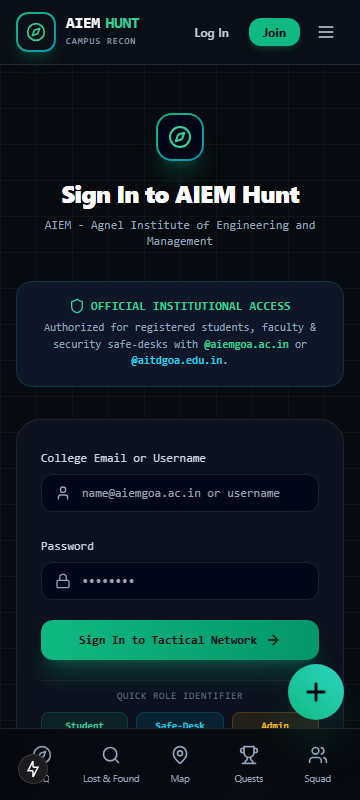 AIEM HUNT
CAMPUS RECON
Log In
Join
Sign In to AIEM Hunt
AIEM - Agnel Institute of Engineering and
Management
OFFICIAL INSTITUTIONAL ACCESS
Authorized for registered students, faculty &
security safe-desks with @aiemgoa.ac.in or
@aitdgoa.edu.in.
College Email or Username
name@aiemgoa.ac.in or username
Password
••••••••
Sign In to Tactical Network →
QUICK ROLE IDENTIFIER
Student
Safe-Desk
Admin
Lost & Found
Map
Quests
Squad